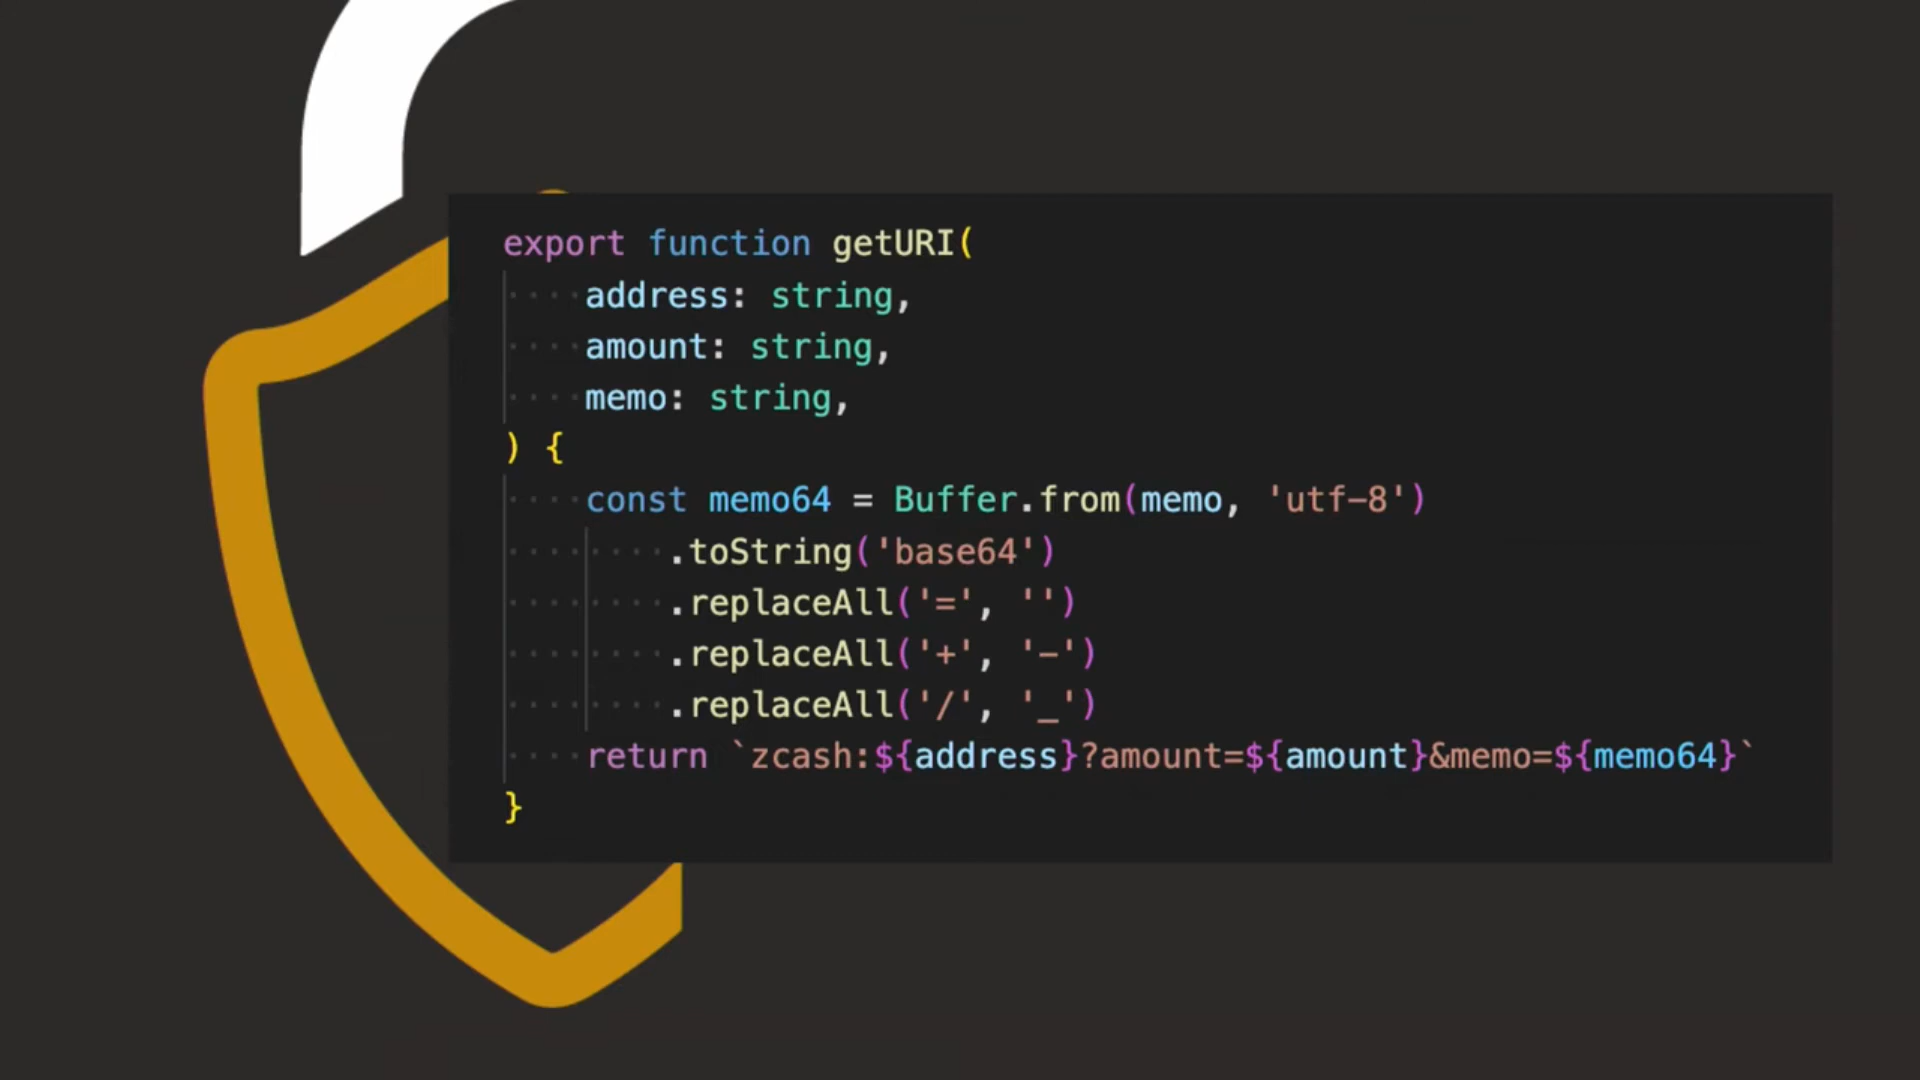 export function getURI(
address: string,
amount: string,
memo: string,
) {
const memo64 = Buffer.from(memo, 'utf-8')
.toString('base64')
.replaceAll('=', '')
.replaceAll('+', '-')
.replaceAll('/', '_')
return `zcash:${address}?amount=${amount}&memo=${memo64}`
}